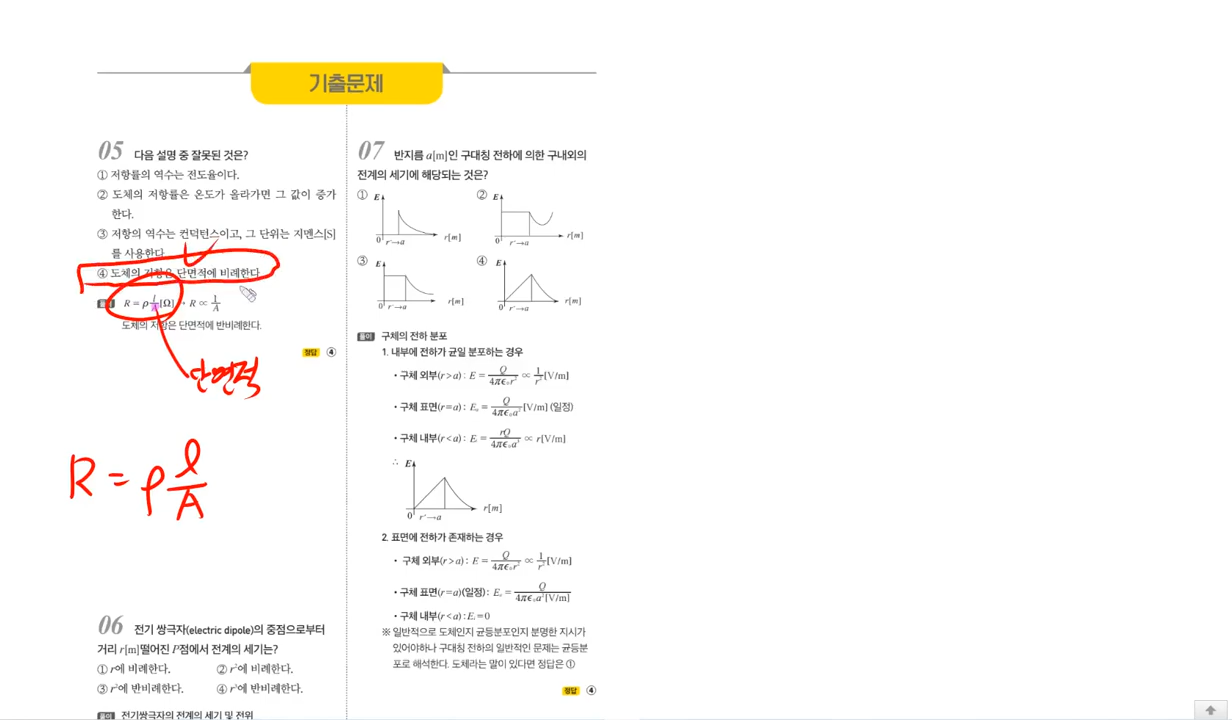 기출문제
05 다음 설명 중 잘못된 것은?
① 저항률의 역수는 전도율이다.
② 도체의 저항률은 온도가 올라가면 그 값이 증가
한다.
③ 저항의 역수는 컨덕턴스이고, 그 단위는 지멘스[S]
를 사용한다.
④ 도체의 저항은 단면적에 비례한다.
풀이 R = ρ l/A [Ω] → R ∝ 1/A
도체의 저항은 단면적에 반비례한다.
정답 ④
단면적
R = ρ l/A
06 전기 쌍극자(electric dipole)의 중점으로부터
거리 r[m]떨어진 P점에서 전계의 세기는?
① r에 비례한다. ② r²에 비례한다.
③ r²에 반비례한다. ④ r³에 반비례한다.
풀이 전기쌍극자의 전계의 세기 및 전위
07 반지름 a[m]인 구대칭 전하에 의한 구내외의
전계의 세기에 해당되는 것은?
① E 0 r→a r[m] ② E 0 r→a r[m]
③ E 0 r→a r[m] ④ E 0 r→a r[m]
풀이 구체의 전하 분포
1. 내부에 전하가 균일 분포하는 경우
• 구체 외부(r>a) : E = Q/4πε₀r² ∝ 1/r² [V/m]
• 구체 표면(r=a) : Eₐ = Q/4πε₀a² [V/m] (일정)
• 구체 내부(r<a) : Eᵢ = rQ/4πε₀a³ ∝ r[V/m]
∴ E
0 r→a r[m]
2. 표면에 전하가 존재하는 경우
• 구체 외부(r>a) : E = Q/4πε₀r² ∝ 1/r² [V/m]
• 구체 표면(r=a)(일정) : Eₐ = Q/4πε₀a²[V/m]
• 구체 내부(r<a) : Eᵢ=0
※ 일반적으로 도체인지 균등분포인지 분명한 지시가
있어야하나 구대칭 전하의 일반적인 문제는 균등분
포로 해석한다. 도체라는 말이 있다면 정답은 ①
정답 ④